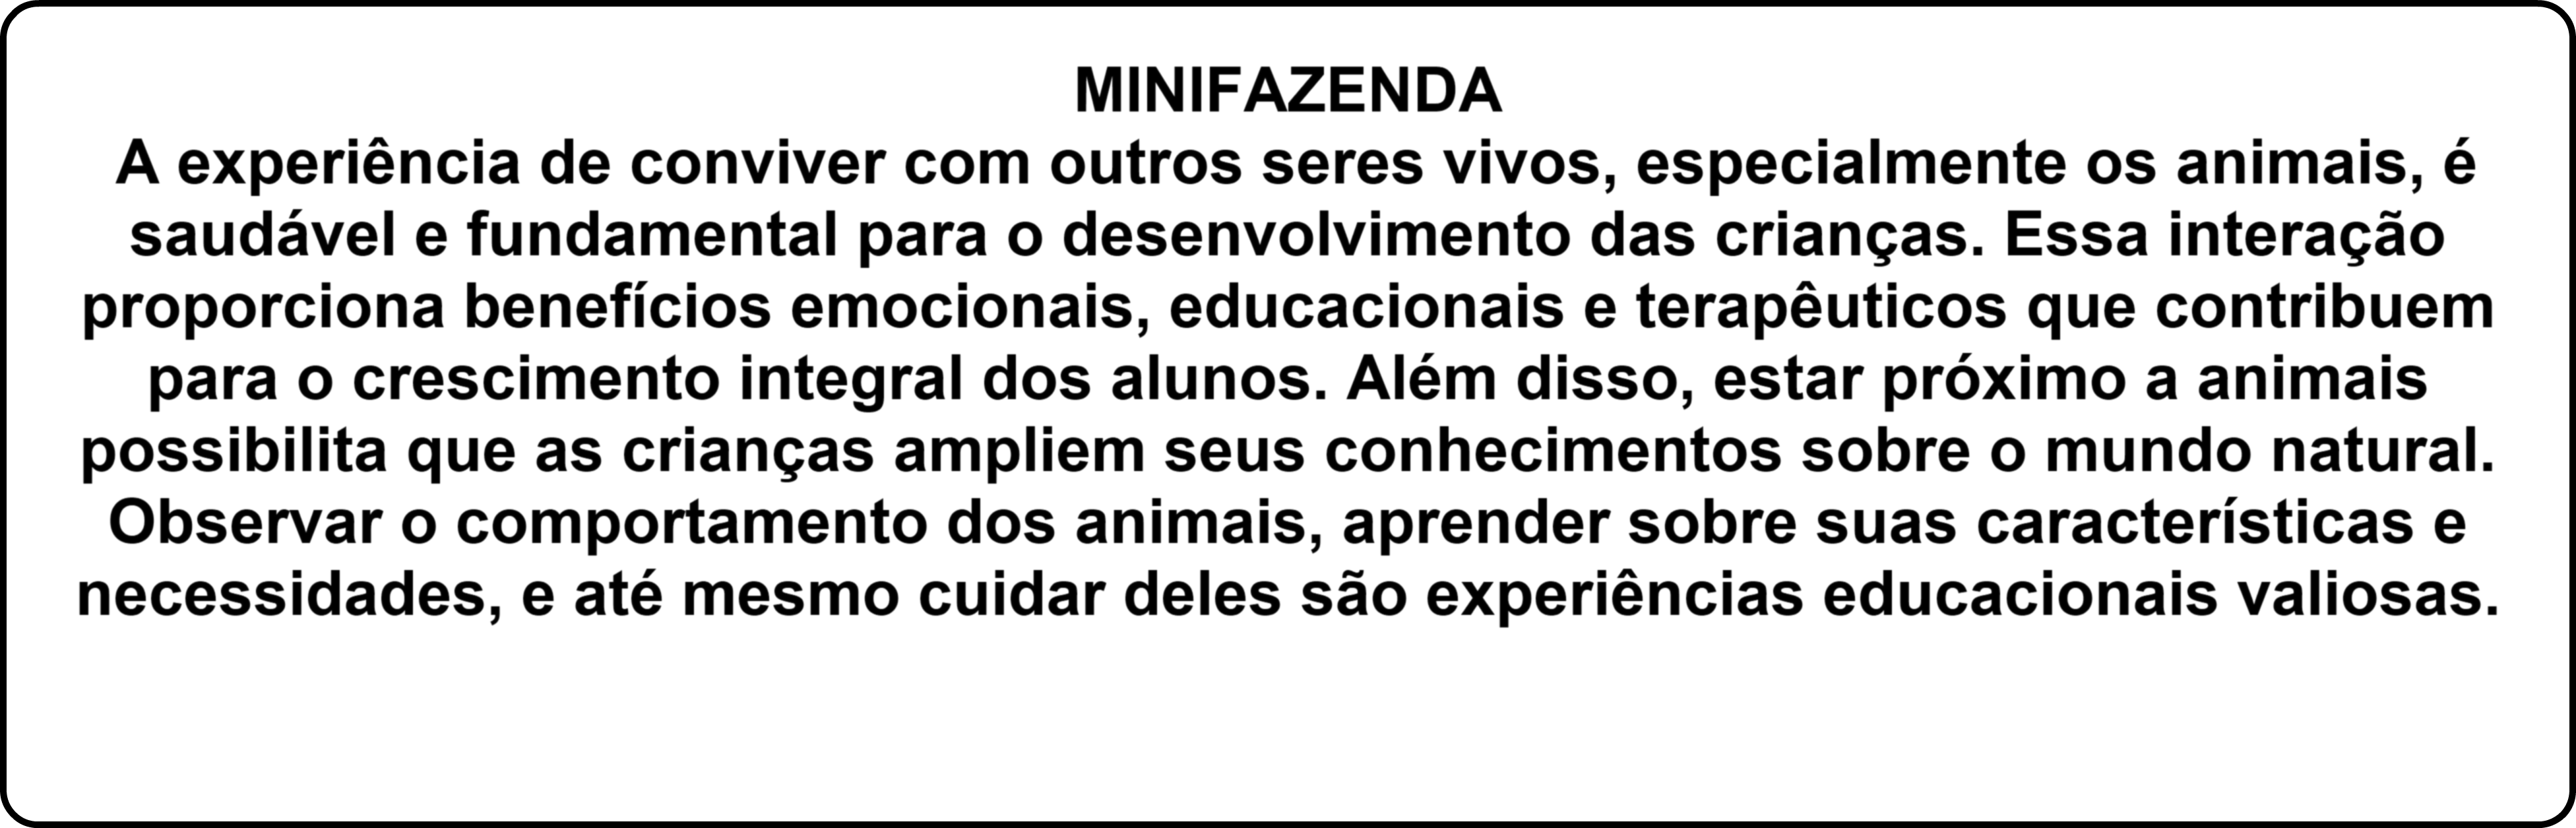 MINIFAZENDA
A experiência de conviver com outros seres vivos, especialmente os animais, é
saudável e fundamental para o desenvolvimento das crianças. Essa interação
proporciona benefícios emocionais, educacionais e terapêuticos que contribuem
para o crescimento integral dos alunos. Além disso, estar próximo a animais
possibilita que as crianças ampliem seus conhecimentos sobre o mundo natural.
Observar o comportamento dos animais, aprender sobre suas características e
necessidades, e até mesmo cuidar deles são experiências educacionais valiosas.